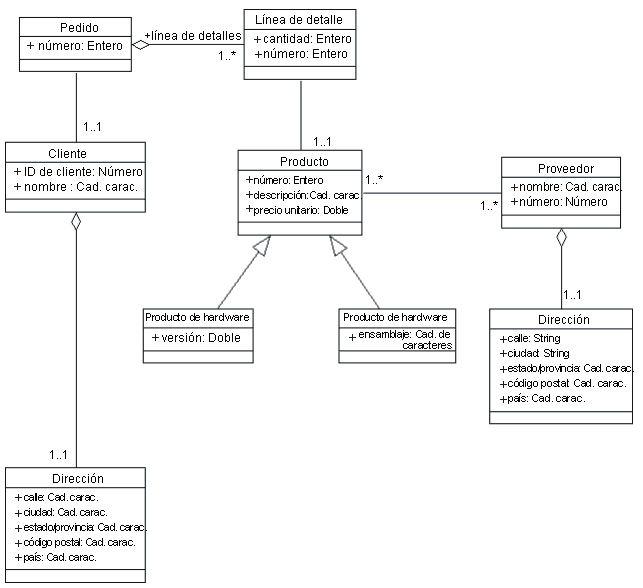 Pedido
+ número: Entero
+línea de detalles
1..*
Línea de detalle
+ cantidad: Entero
+ número: Entero
1..1
1..1
Cliente
+ ID de cliente: Número
+ nombre : Cad. carac.
Producto
+número: Entero
+descripción:Cad. carac
+precio unitario: Doble
1..*
1..*
Proveedor
+nombre: Cad. carac.
+número: Número
Producto de hardware
+ versión: Doble
Producto de hardware
+ ensamblaje: Cad. de
caracteres
1..1
Dirección
+ calle: String
+ ciudad: String
+ estado/provincia: Cad. carac.
+ código postal: Cad. carac.
+ país: Cad. carac.
1..1
Dirección
+ calle: Cad. carac.
+ ciudad: Cad. carac.
+ estado/provincia: Cad. carac.
+ código postal: Cad. carac.
+ país: Cad. carac.